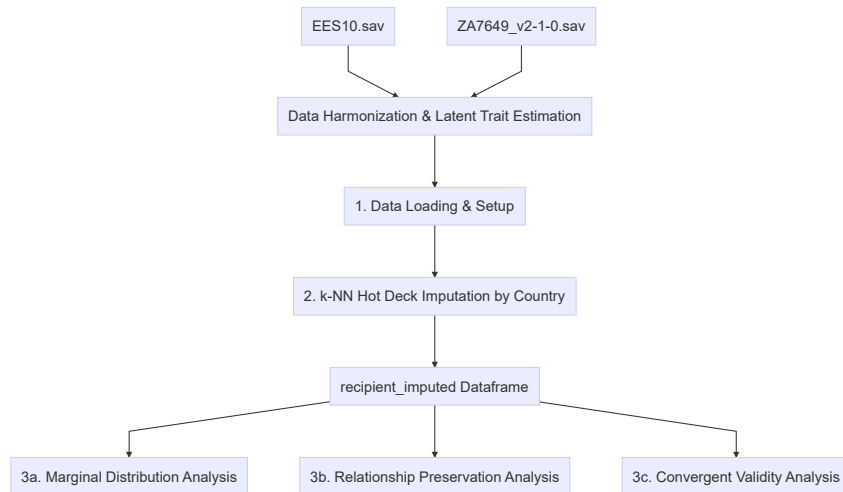 EES10.sav
ZA7649_v2-1-0.sav
Data Harmonization & Latent Trait Estimation
1. Data Loading & Setup
2. k-NN Hot Deck Imputation by Country
recipient_imputed Dataframe
3a. Marginal Distribution Analysis
3b. Relationship Preservation Analysis
3c. Convergent Validity Analysis